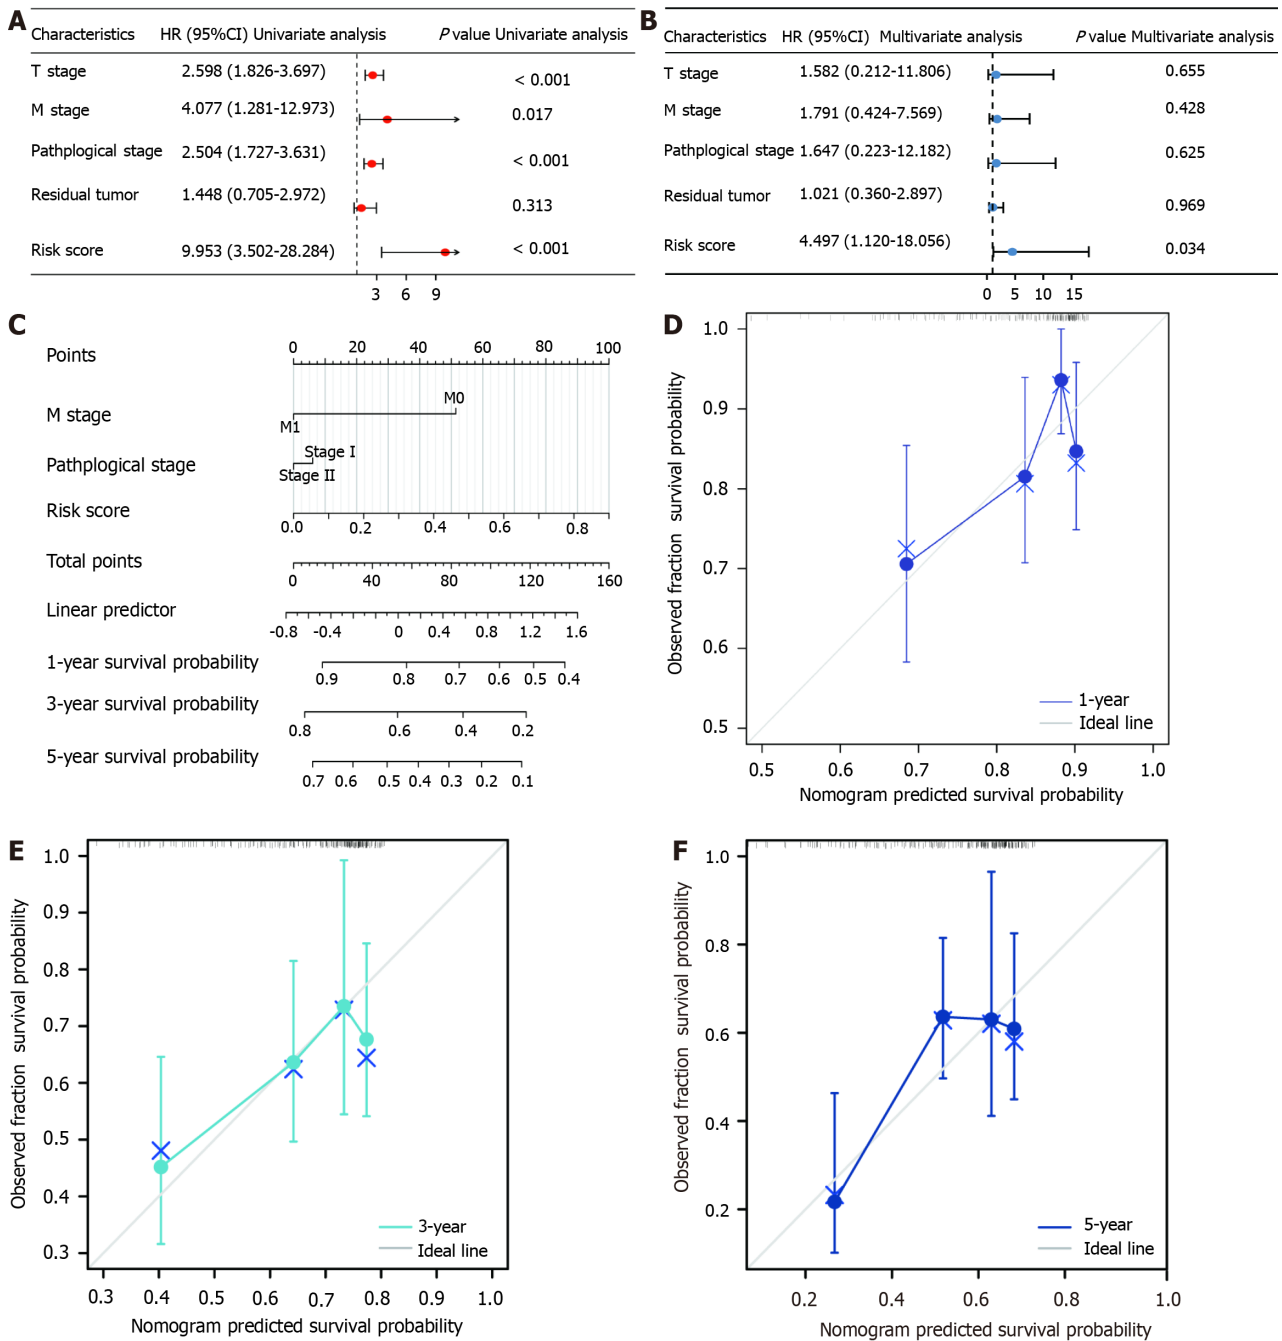 A
Characteristics HR (95%CI) Univariate analysis P value Univariate analysis
T stage 2.598 (1.826-3.697) < 0.001
M stage 4.077 (1.281-12.973) 0.017
Pathplogical stage 2.504 (1.727-3.631) < 0.001
Residual tumor 1.448 (0.705-2.972) 0.313
Risk score 9.953 (3.502-28.284) < 0.001
3 6 9
B
Characteristics HR (95%CI) Multivariate analysis P value Multivariate analysis
T stage 1.582 (0.212-11.806) 0.655
M stage 1.791 (0.424-7.569) 0.428
Pathplogical stage 1.647 (0.223-12.182) 0.625
Residual tumor 1.021 (0.360-2.897) 0.969
Risk score 4.497 (1.120-18.056) 0.034
0 5 10 15
C
Points 0 20 40 60 80 100
M stage M1 M0
Pathplogical stage Stage II Stage I
Risk score 0.0 0.2 0.4 0.6 0.8
Total points 0 40 80 120 160
Linear predictor -0.8 -0.4 0 0.4 0.8 1.2 1.6
1-year survival probability 0.9 0.8 0.7 0.6 0.5 0.4
3-year survival probability 0.8 0.6 0.4 0.2
5-year survival probability 0.7 0.6 0.5 0.4 0.3 0.2 0.1
D
Observed fraction survival probability
1.0
0.9
0.8
0.7
0.6
0.5
1-year
Ideal line
0.5 0.6 0.7 0.8 0.9 1.0
Nomogram predicted survival probability
E
Observed fraction survival probability
1.0
0.9
0.8
0.7
0.6
0.5
0.4
0.3
3-year
Ideal line
0.3 0.4 0.5 0.6 0.7 0.8 0.9 1.0
Nomogram predicted survival probability
F
Observed fraction survival probability
1.0
0.8
0.6
0.4
0.2
5-year
Ideal line
0.2 0.4 0.6 0.8 1.0
Nomogram predicted survival probability